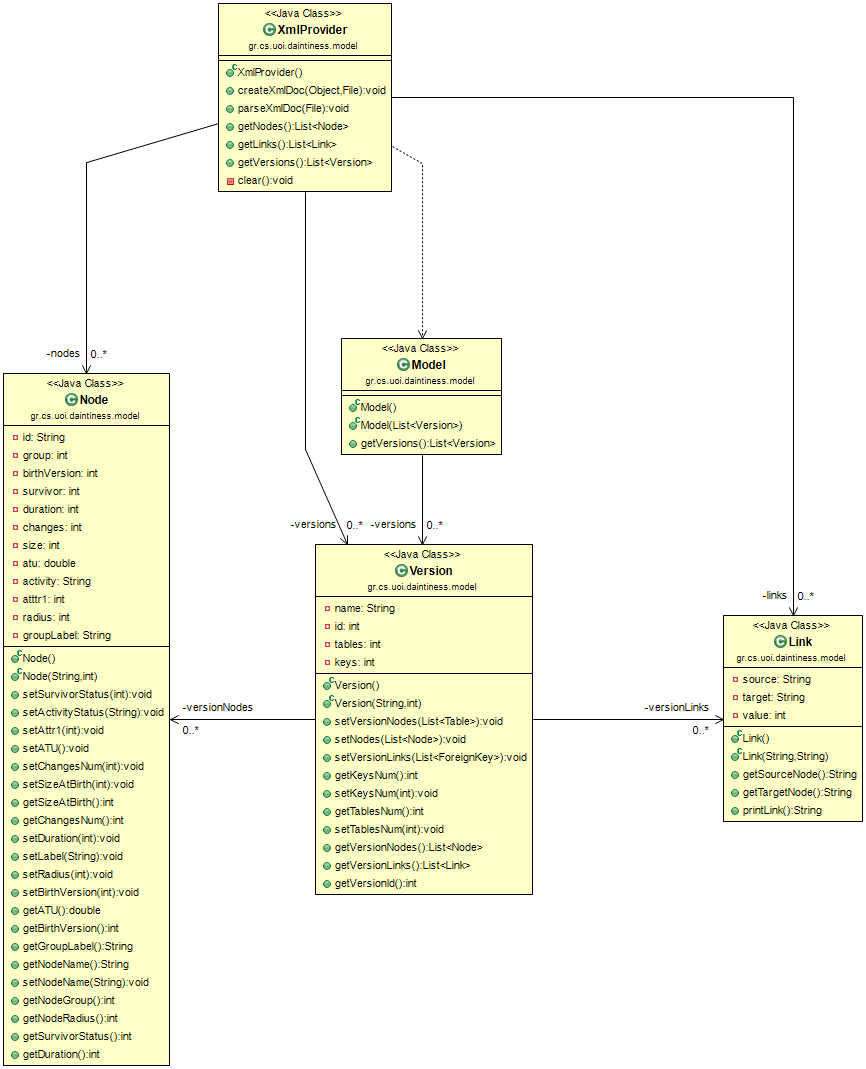 <<Java Class>>
XmlProvider
gr.cs.uoi.daintiness.model
XmlProvider()
createXmlDoc(Object,File):void
parseXmlDoc(File):void
getNodes():List<Node>
getLinks():List<Link>
getVersions():List<Version>
clear():void
-nodes 0..*
<<Java Class>>
Model
gr.cs.uoi.daintiness.model
Model()
Model(List<Version>)
getVersions():List<Version>
-versions 0..*
-versions 0..*
-links 0..*
<<Java Class>>
Node
gr.cs.uoi.daintiness.model
id: String
group: int
birthVersion: int
survivor: int
duration: int
changes: int
size: int
atu: double
activity: String
atttr1: int
radius: int
groupLabel: String
Node()
Node(String,int)
setSurvivorStatus(int):void
setActivityStatus(String):void
setAttr1(int):void
setATU():void
setChangesNum(int):void
setSizeAtBirth(int):void
getSizeAtBirth():int
getChangesNum():int
setDuration(int):void
setLabel(String):void
setRadius(int):void
setBirthVersion(int):void
getATU():double
getBirthVersion():int
getGroupLabel():String
getNodeName():String
setNodeName(String):void
getNodeGroup():int
getNodeRadius():int
getSurvivorStatus():int
getDuration():int
-versionNodes
0..*
<<Java Class>>
Version
gr.cs.uoi.daintiness.model
name: String
id: int
tables: int
keys: int
Version()
Version(String,int)
setVersionNodes(List<Table>):void
setNodes(List<Node>):void
setVersionLinks(List<ForeignKey>):void
getKeysNum():int
setKeysNum(int):void
getTablesNum():int
setTablesNum(int):void
getVersionNodes():List<Node>
getVersionLinks():List<Link>
getVersionId():int
-versionLinks
0..*
<<Java Class>>
Link
gr.cs.uoi.daintiness.model
source: String
target: String
value: int
Link()
Link(String,String)
getSourceNode():String
getTargetNode():String
printLink():String